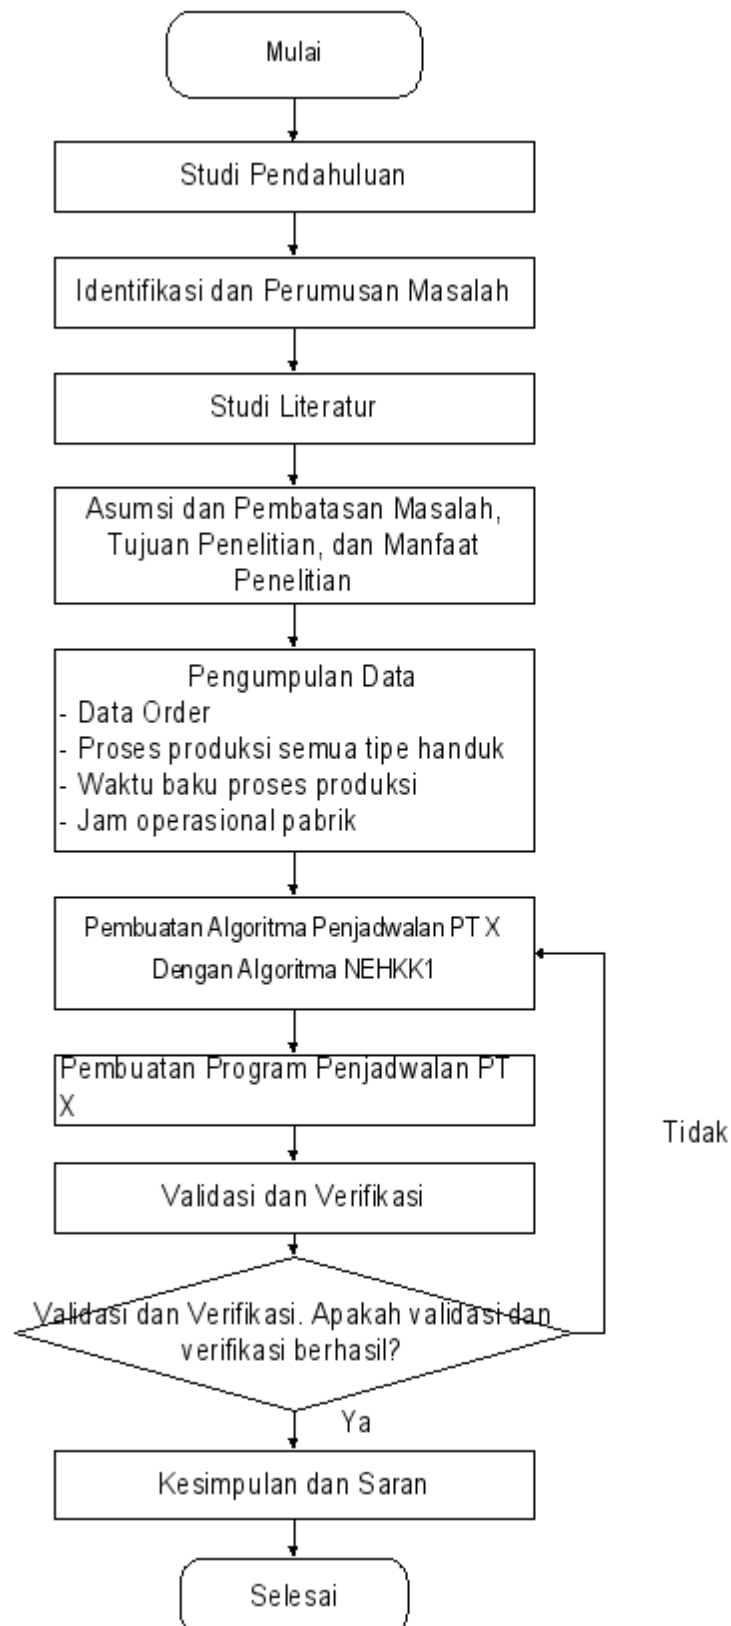 Mulai
Studi Pendahuluan
Identifikasi dan Perumusan Masalah
Studi Literatur
Asumsi dan Pembatasan Masalah,
Tujuan Penelitian, dan Manfaat
Penelitian
Pengumpulan Data
- Data Order
- Proses produksi semua tipe handuk
- Waktu baku proses produksi
- Jam operasional pabrik
Pembuatan Algoritma Penjadwalan PT X
Dengan Algoritma NEHKK1
Pembuatan Program Penjadwalan PT
X
Tidak
Validasi dan Verifikasi
Validasi dan Verifikasi. Apakah validasi dan
verifikasi berhasil?
Ya
Kesimpulan dan Saran
Selesai